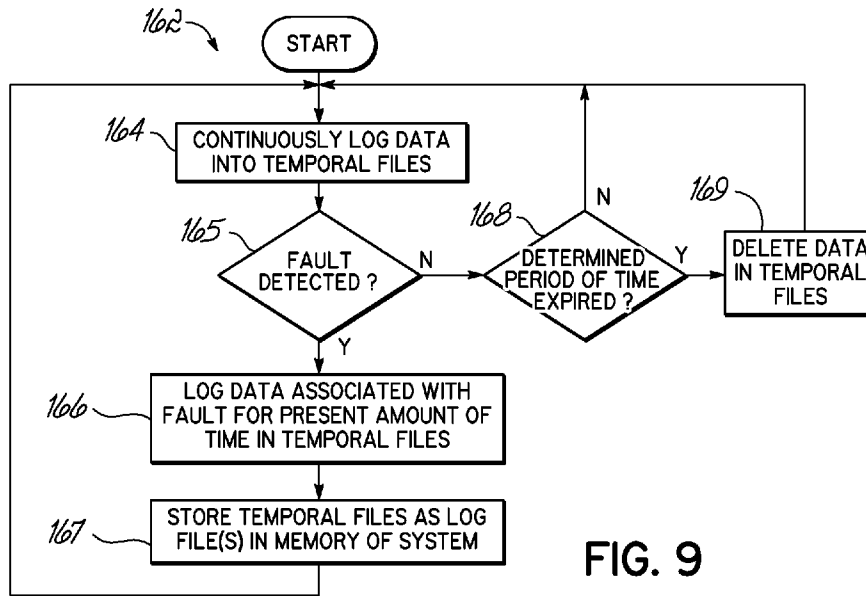 162
START
164
CONTINUOUSLY LOG DATA
INTO TEMPORAL FILES
165
FAULT
DETECTED ?
N
Y
168
DETERMINED
PERIOD OF TIME
EXPIRED ?
N
Y
169
DELETE DATA
IN TEMPORAL
FILES
166
LOG DATA ASSOCIATED WITH
FAULT FOR PRESENT AMOUNT OF
TIME IN TEMPORAL FILES
167
STORE TEMPORAL FILES AS LOG
FILE(S) IN MEMORY OF SYSTEM
FIG. 9